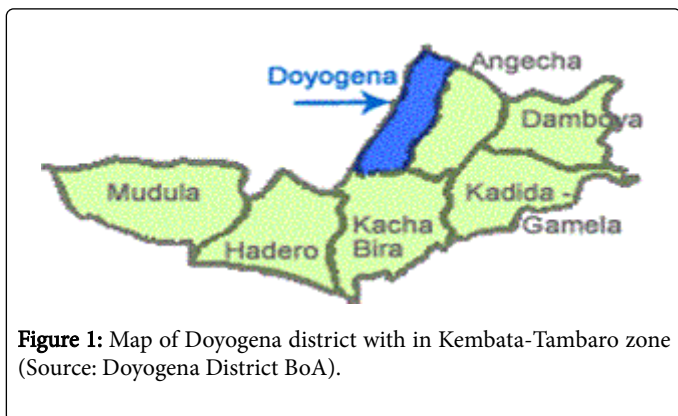 Doyogena
Angecha
Damboya
Mudula
Hadero
Kacha
Bira
Kadida -
Gamela
Figure 1: Map of Doyogena district with in Kembata-Tambaro zone
(Source: Doyogena District BoA).